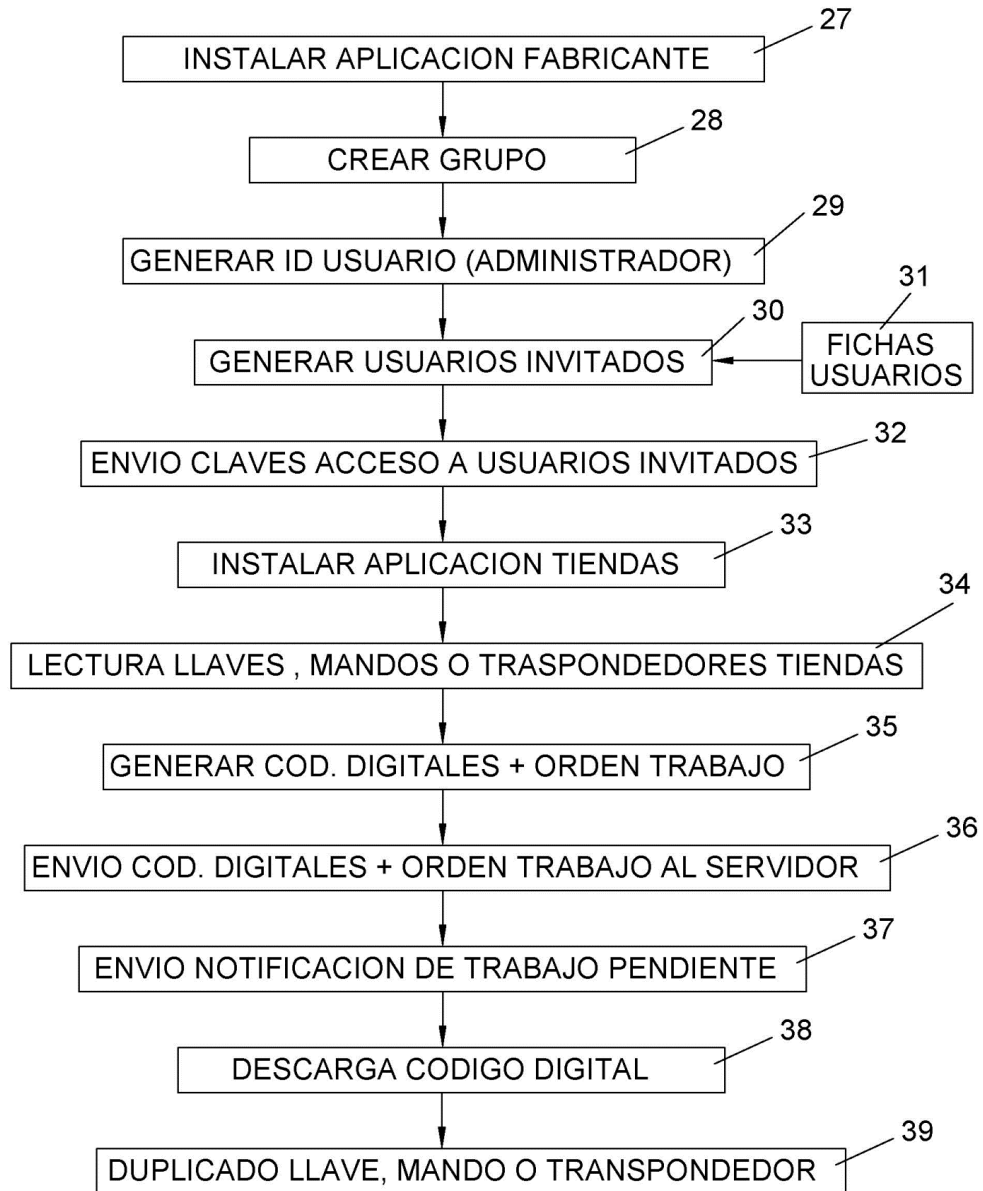 27
INSTALAR APLICACION FABRICANTE
28
CREAR GRUPO
29
GENERAR ID USUARIO (ADMINISTRADOR)
31
30
GENERAR USUARIOS INVITADOS
FICHAS
USUARIOS
32
ENVIO CLAVES ACCESO A USUARIOS INVITADOS
33
INSTALAR APLICACION TIENDAS
34
LECTURA LLAVES , MANDOS O TRASPONDEDORES TIENDAS
35
GENERAR COD. DIGITALES + ORDEN TRABAJO
36
ENVIO COD. DIGITALES + ORDEN TRABAJO AL SERVIDOR
37
ENVIO NOTIFICACION DE TRABAJO PENDIENTE
38
DESCARGA CODIGO DIGITAL
39
DUPLICADO LLAVE, MANDO O TRANSPONDEDOR